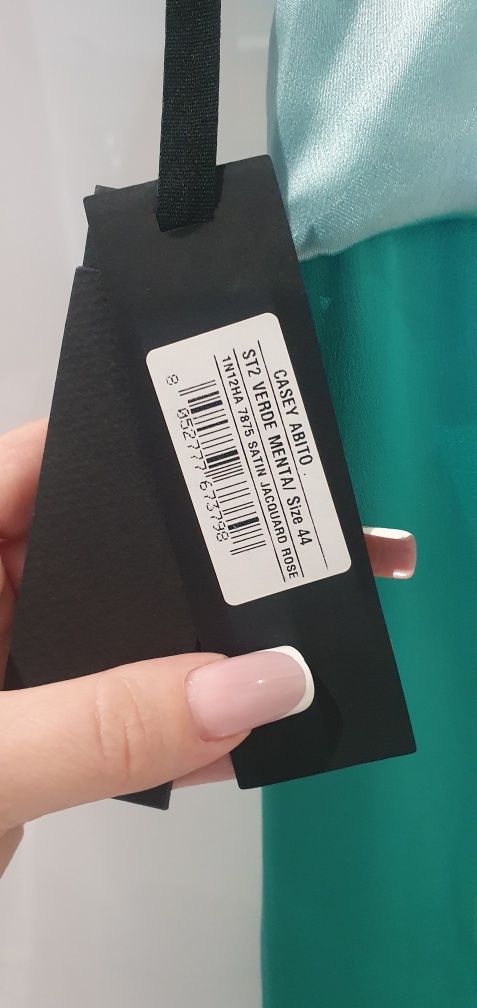 CASEY ABITO
ST2 VERDE MENTA/ Size 44
1N12HA 7875 SATIN JACQUARD ROSE
8 052777 673798